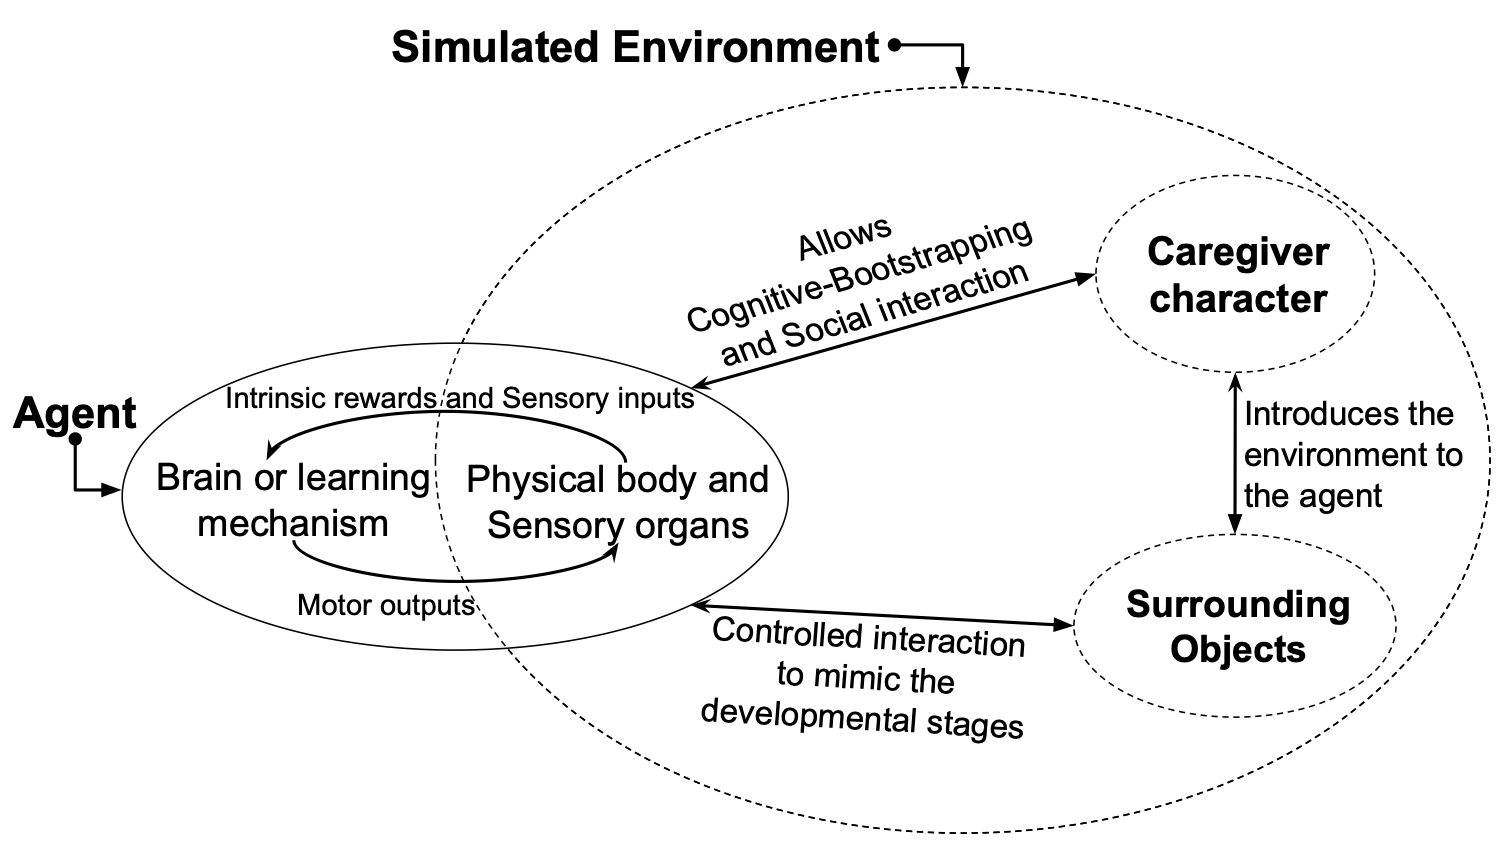 Simulated Environment
Caregiver
character
Allows
Cognitive-Bootstrapping
and Social interaction
Agent
Intrinsic rewards and Sensory inputs
Brain or learning
mechanism
Physical body and
Sensory organs
Motor outputs
Introduces the
environment to
the agent
Surrounding
Objects
Controlled interaction
to mimic the
developmental stages